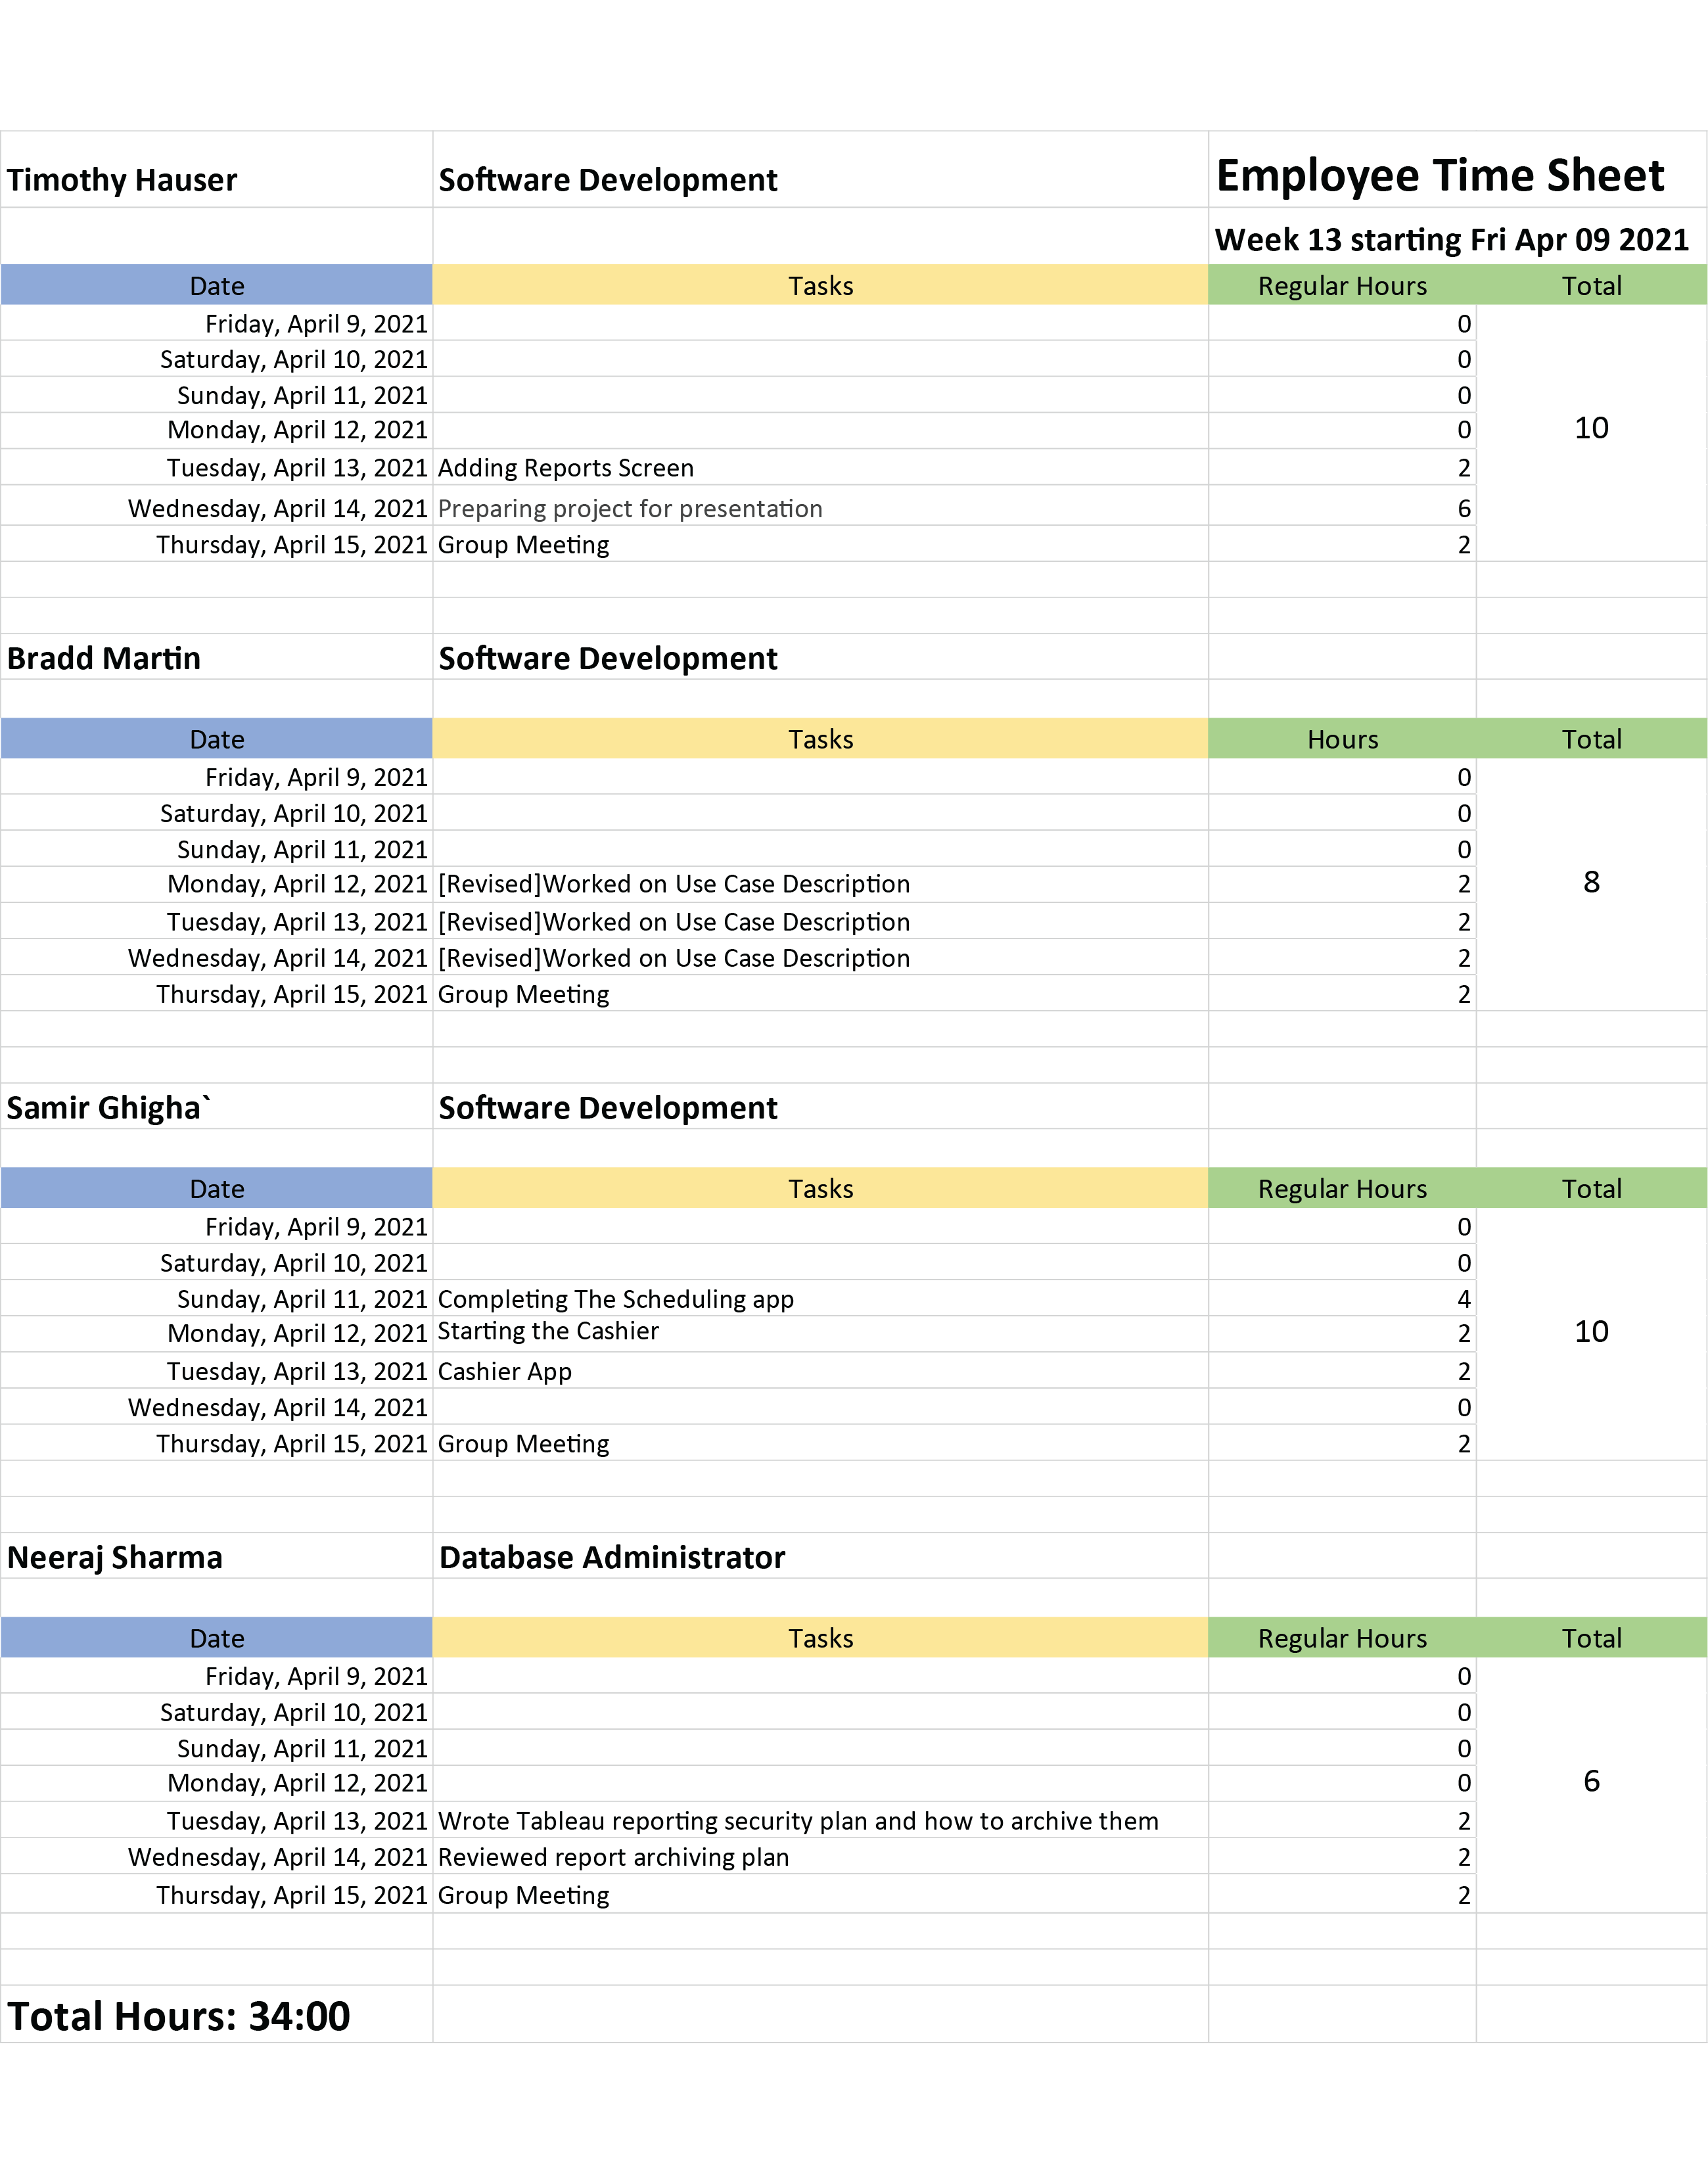 Timothy Hauser Software Development Employee Time Sheet
Week 13 starting Fri Apr 09 2021
Date Tasks Regular Hours Total
Friday, April 9, 2021 0
Saturday, April 10, 2021 0
Sunday, April 11, 2021 0
Monday, April 12, 2021 0 10
Tuesday, April 13, 2021 Adding Reports Screen 2
Wednesday, April 14, 2021 Preparing project for presentation 6
Thursday, April 15, 2021 Group Meeting 2
Bradd Martin Software Development
Date Tasks Hours Total
Friday, April 9, 2021 0
Saturday, April 10, 2021 0
Sunday, April 11, 2021 0
Monday, April 12, 2021 [Revised]Worked on Use Case Description 2 8
Tuesday, April 13, 2021 [Revised]Worked on Use Case Description 2
Wednesday, April 14, 2021 [Revised]Worked on Use Case Description 2
Thursday, April 15, 2021 Group Meeting 2
Samir Ghigha` Software Development
Date Tasks Regular Hours Total
Friday, April 9, 2021 0
Saturday, April 10, 2021 0
Sunday, April 11, 2021 Completing The Scheduling app 4
Monday, April 12, 2021 Starting the Cashier 2 10
Tuesday, April 13, 2021 Cashier App 2
Wednesday, April 14, 2021 0
Thursday, April 15, 2021 Group Meeting 2
Neeraj Sharma Database Administrator
Date Tasks Regular Hours Total
Friday, April 9, 2021 0
Saturday, April 10, 2021 0
Sunday, April 11, 2021 0
Monday, April 12, 2021 0 6
Tuesday, April 13, 2021 Wrote Tableau reporting security plan and how to archive them 2
Wednesday, April 14, 2021 Reviewed report archiving plan 2
Thursday, April 15, 2021 Group Meeting 2
Total Hours: 34:00